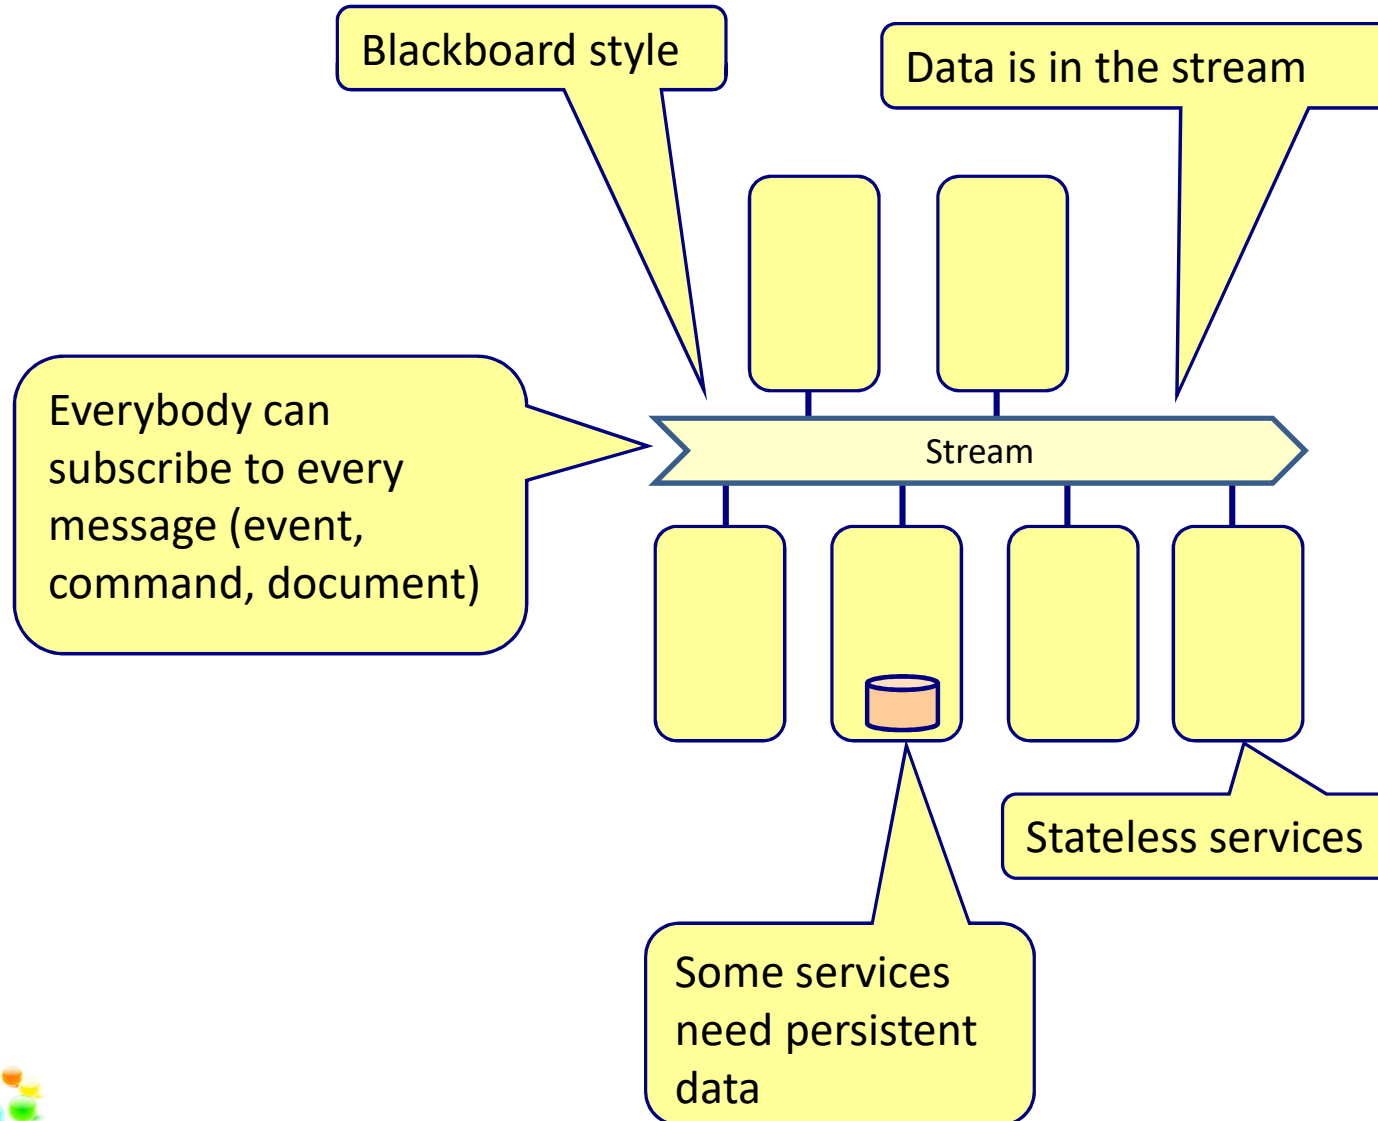 Blackboard style
Data is in the stream
Everybody can
subscribe to every
message (event,
command, document)
Stream
Stateless services
Some services
need persistent
data